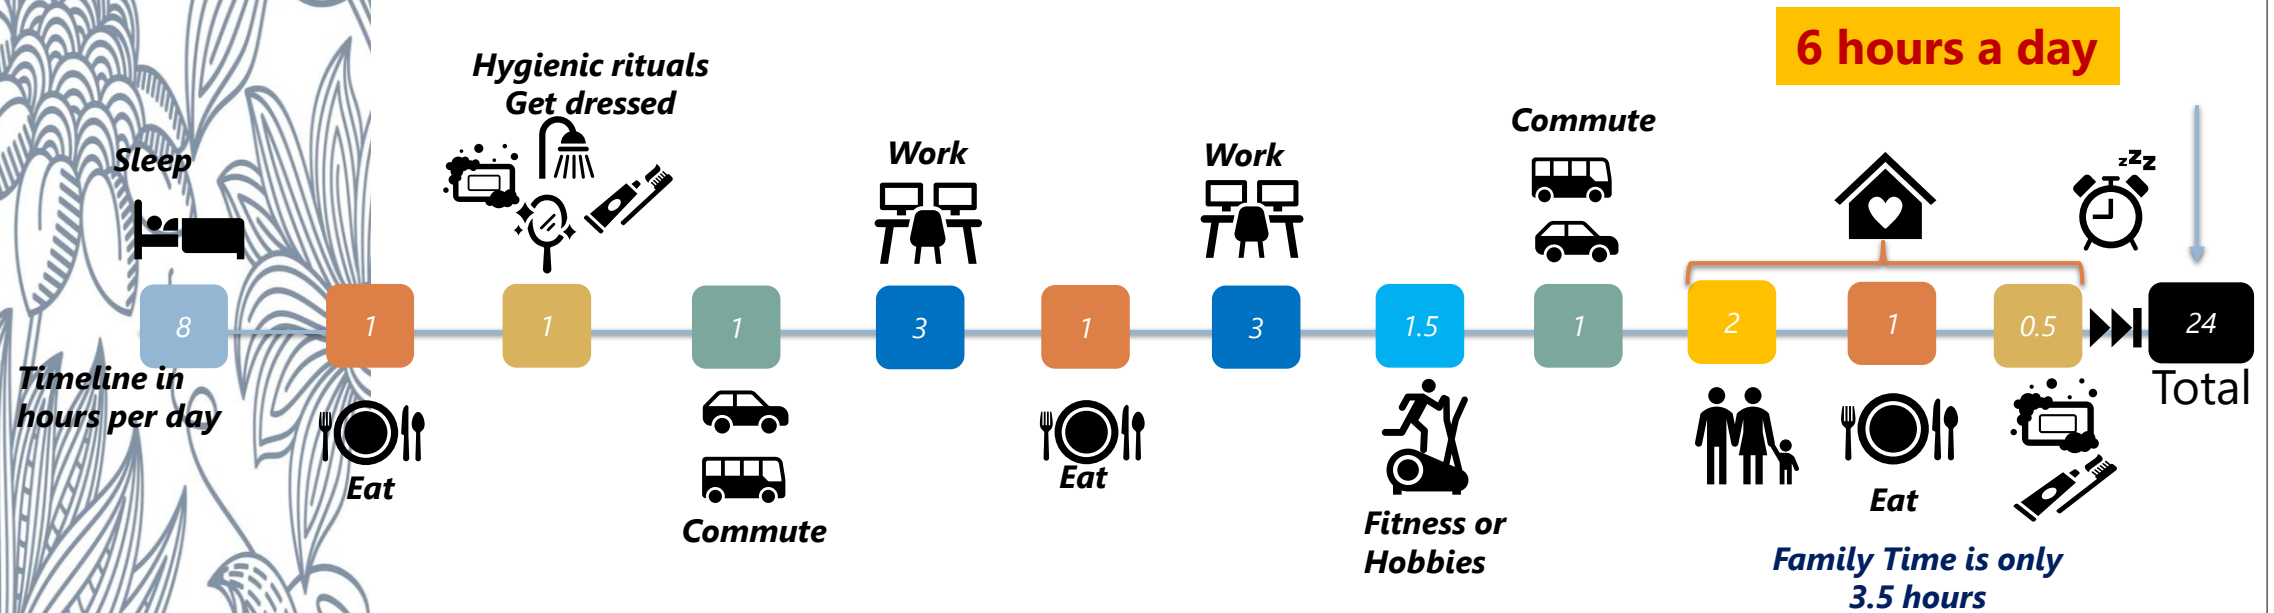 6 hours a day
Hygienic rituals
Get dressed
Sleep
Work
Work
Commute
zzz
8
1
1
1
3
1
3
1.5
1
2
1
0.5
24
Total
Timeline in
hours per day
Eat
Commute
Eat
Fitness or
Hobbies
Eat
Family Time is only
3.5 hours